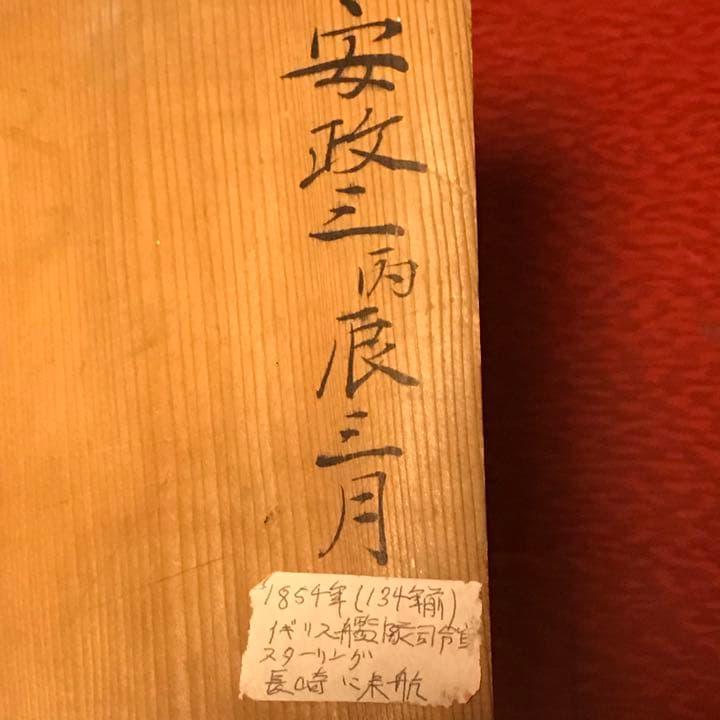 安政三丙辰三月
1854年(134年前)
イギリス艦隊司令官
スターリング
長崎に来航